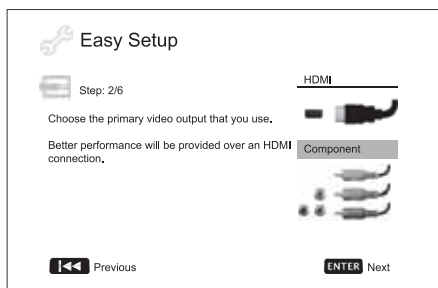 Easy Setup
Step: 2/6
Choose the primary video output that you use.
Better performance will be provided over an HDMI
connection.
HDMI
Component
Previous
ENTER Next